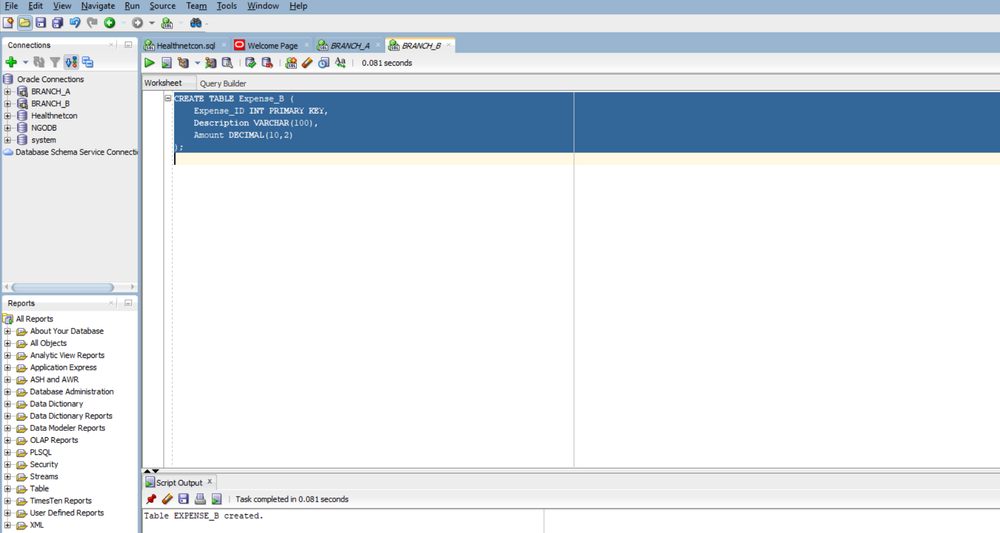 File Edit View Navigate Run Source Team Tools Window Help
Connections
Oracle Connections
BRANCH_A
BRANCH_B
Healthnetcon
NGODB
system
Database Schema Service Connecti
Reports
All Reports
About Your Database
All Objects
Analytic View Reports
Application Express
ASH and AWR
Database Administration
Data Dictionary
Data Dictionary Reports
Data Modeler Reports
OLAP Reports
PLSQL
Security
Streams
Table
TimesTen Reports
User Defined Reports
XML
Healthnetcon.sql Welcome Page BRANCH_A BRANCH_B
0.081 seconds
Worksheet Query Builder
CREATE TABLE Expense_B (
Expense_ID INT PRIMARY KEY,
Description VARCHAR(100),
Amount DECIMAL(10,2)
);
Script Output
Task completed in 0.081 seconds
Table EXPENSE_B created.